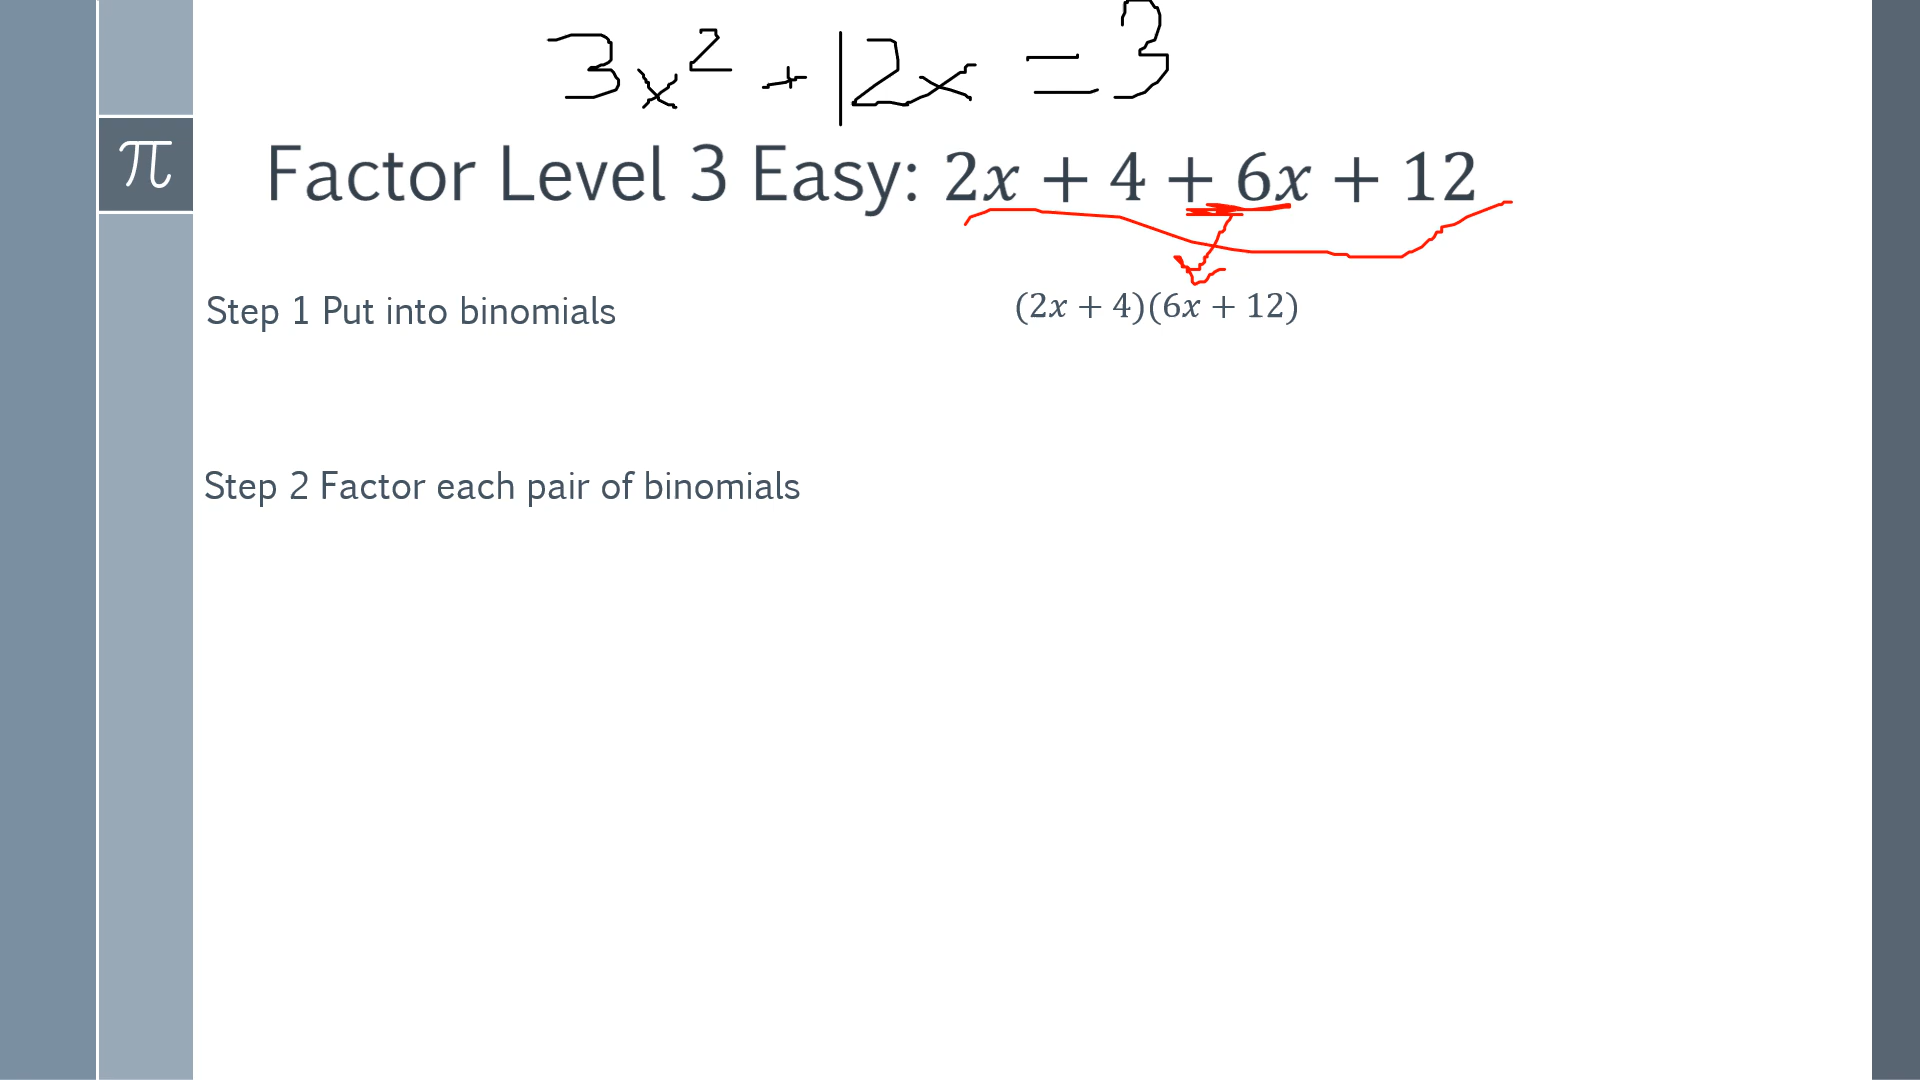 3x² + 12x = 3
π
Factor Level 3 Easy: 2x + 4 + 6x + 12
Step 1 Put into binomials
(2x + 4)(6x + 12)
Step 2 Factor each pair of binomials